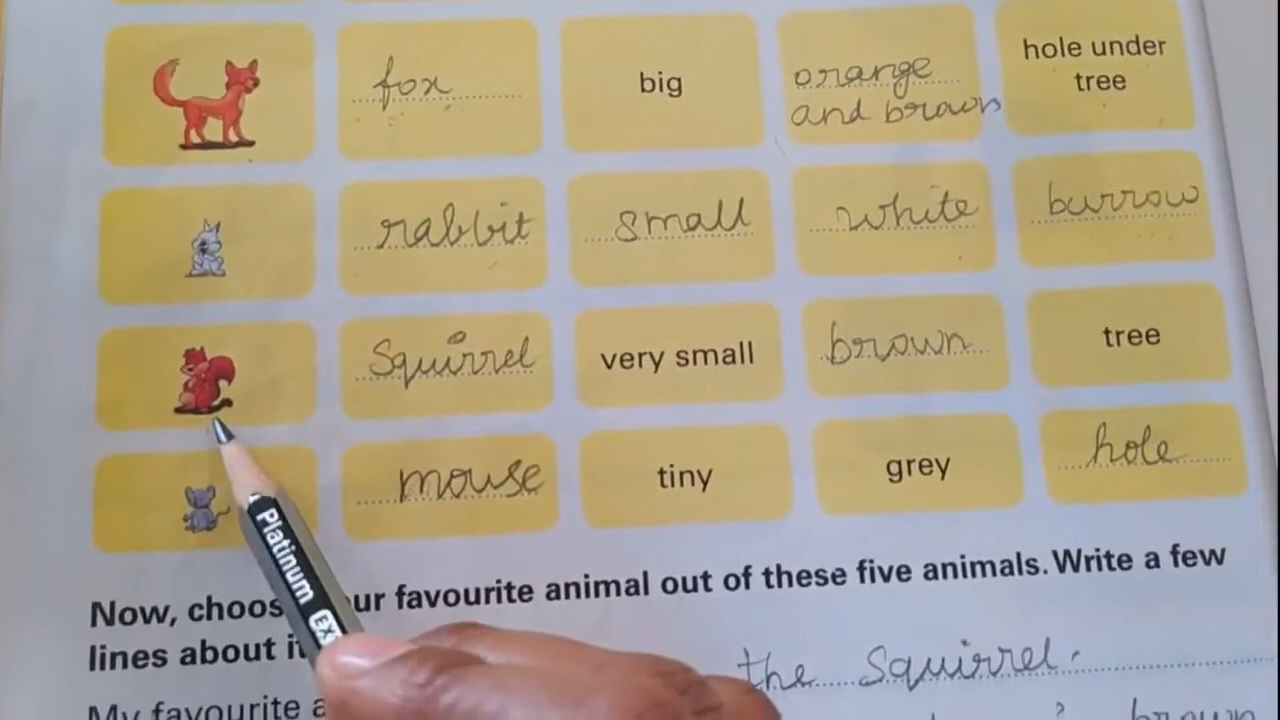 fox big orange and brown hole under tree
rabbit small white burrow
Squirrel very small brown tree
mouse tiny grey hole
Now, choos ur favourite animal out of these five animals. Write a few
lines about i
My favourite a the Squirrel.
brown
Platinum